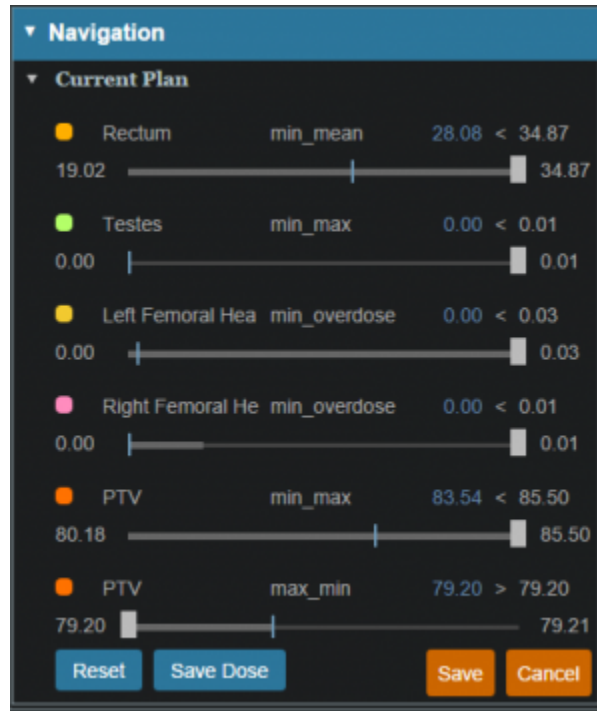 Navigation
Current Plan
Rectum min_mean 28.08 < 34.87
19.02 34.87
Testes min_max 0.00 < 0.01
0.00 0.01
Left Femoral Hea min_overdose 0.00 < 0.03
0.00 0.03
Right Femoral He min_overdose 0.00 < 0.01
0.00 0.01
PTV min_max 83.54 < 85.50
80.18 85.50
PTV max_min 79.20 > 79.20
79.20 79.21
Reset Save Dose Save Cancel